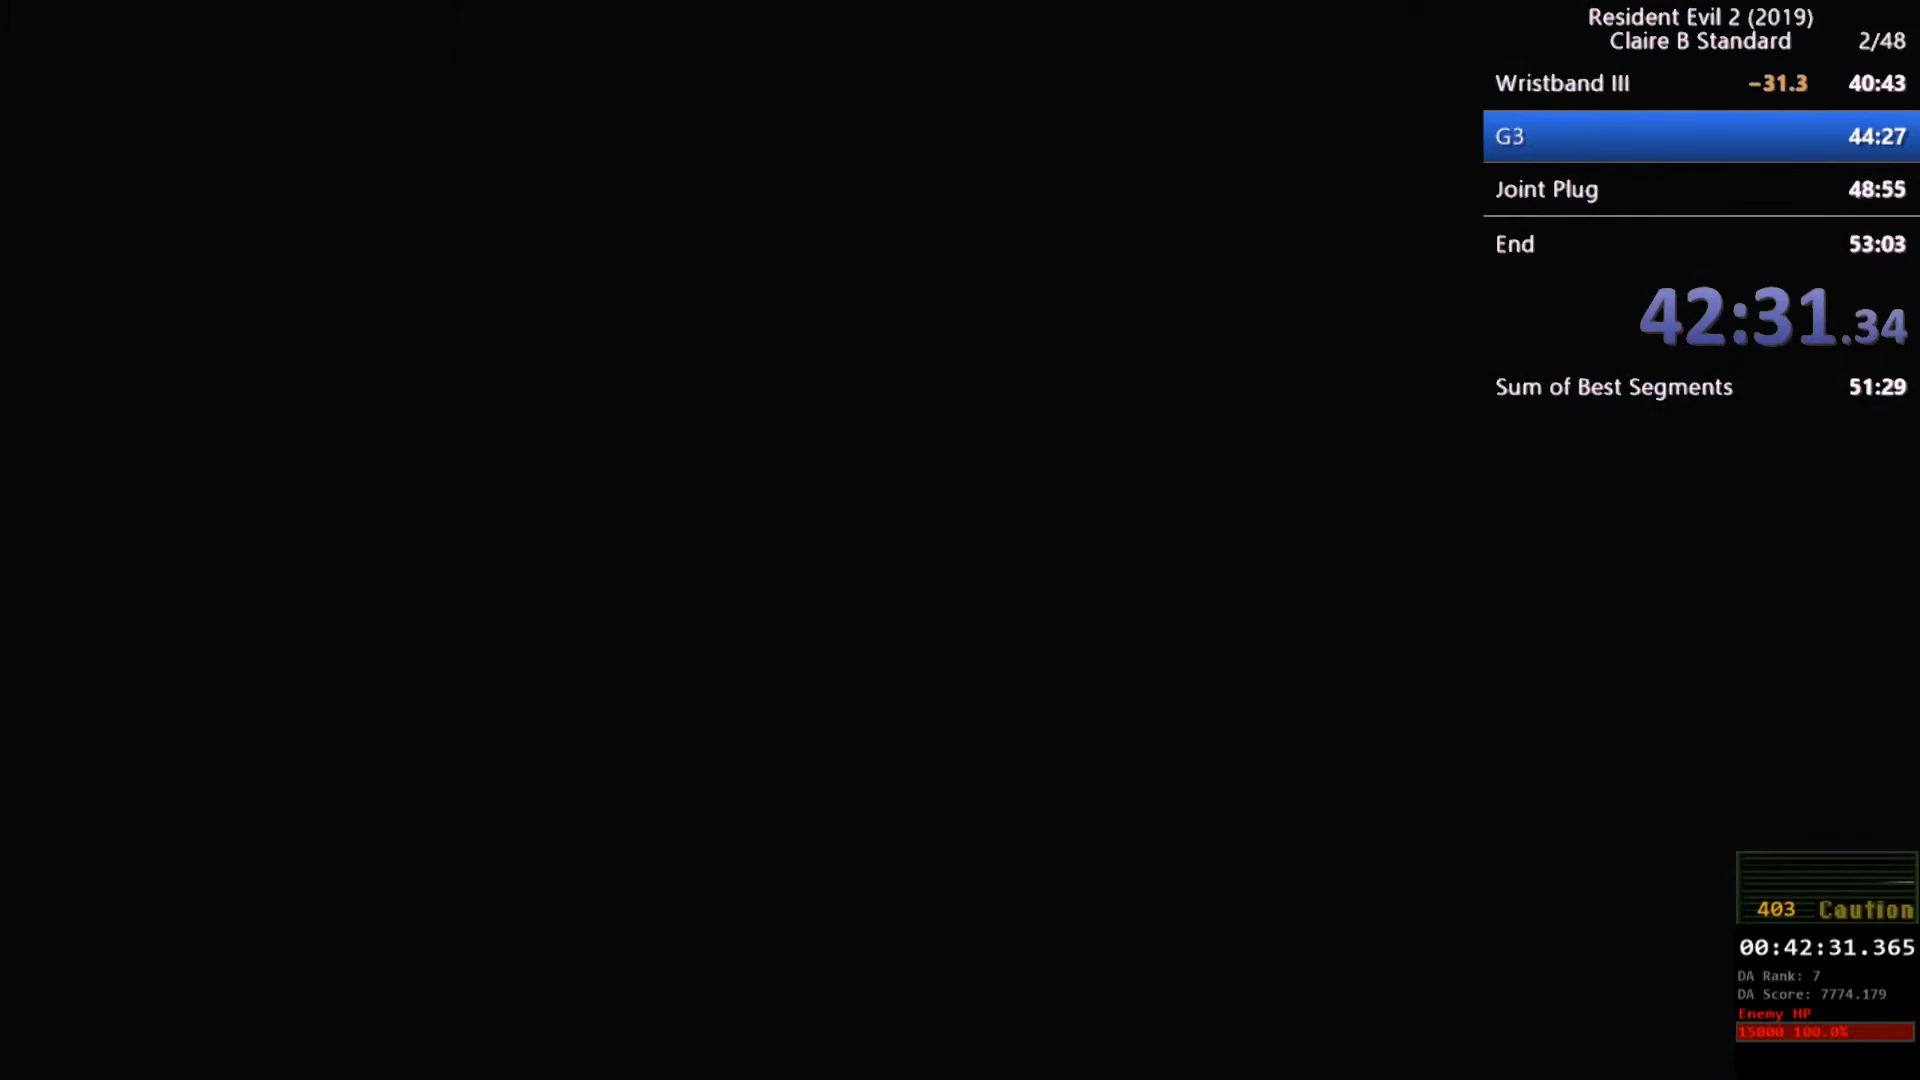 Resident Evil 2 (2019)
Claire B Standard 2/48
Wristband III −31.3 40:43
G3 44:27
Joint Plug 48:55
End 53:03
42:31.34
Sum of Best Segments 51:29
403 Caution
00:42:31.365
DA Rank: 7
DA Score: 7774.179
Enemy HP
15000 100.0%